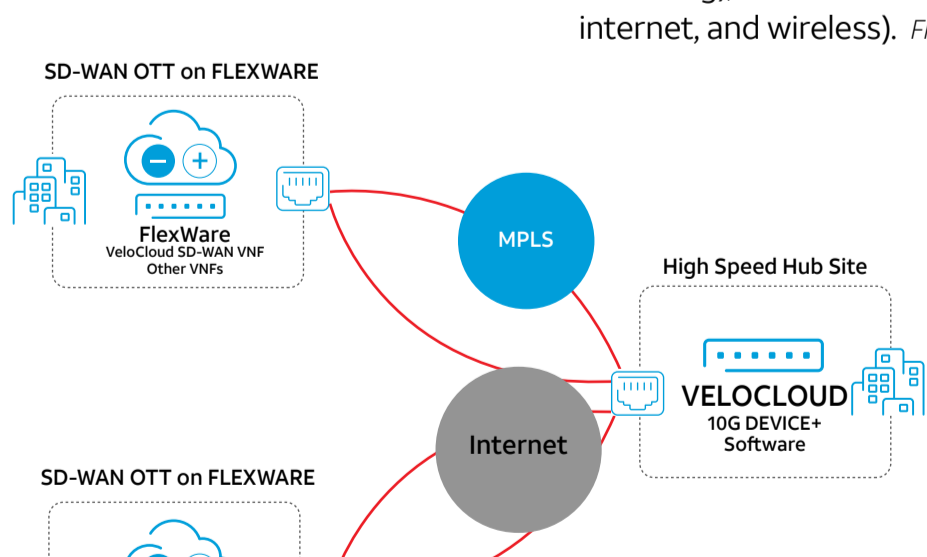 internet, and wireless).
SD-WAN OTT on FLEXWARE
FlexWare
VeloCloud SD-WAN VNF
Other VNFs
MPLS
High Speed Hub Site
VELOCLOUD
10G DEVICE+
Software
Internet
SD-WAN OTT on FLEXWARE